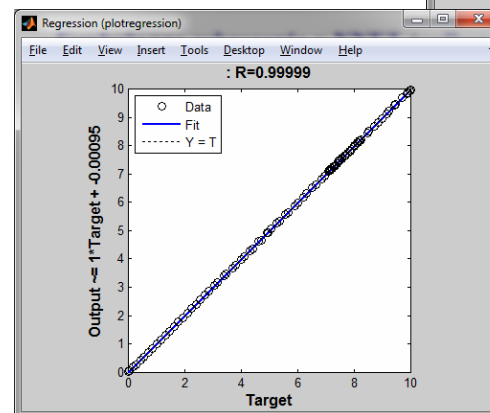 Regression (plotregression)
File Edit View Insert Tools Desktop Window Help
: R=0.99999
Data
Fit
Y = T
Output ~= 1*Target + -0.00095
10
9
8
7
6
5
4
3
2
1
0
0 2 4 6 8 10
Target